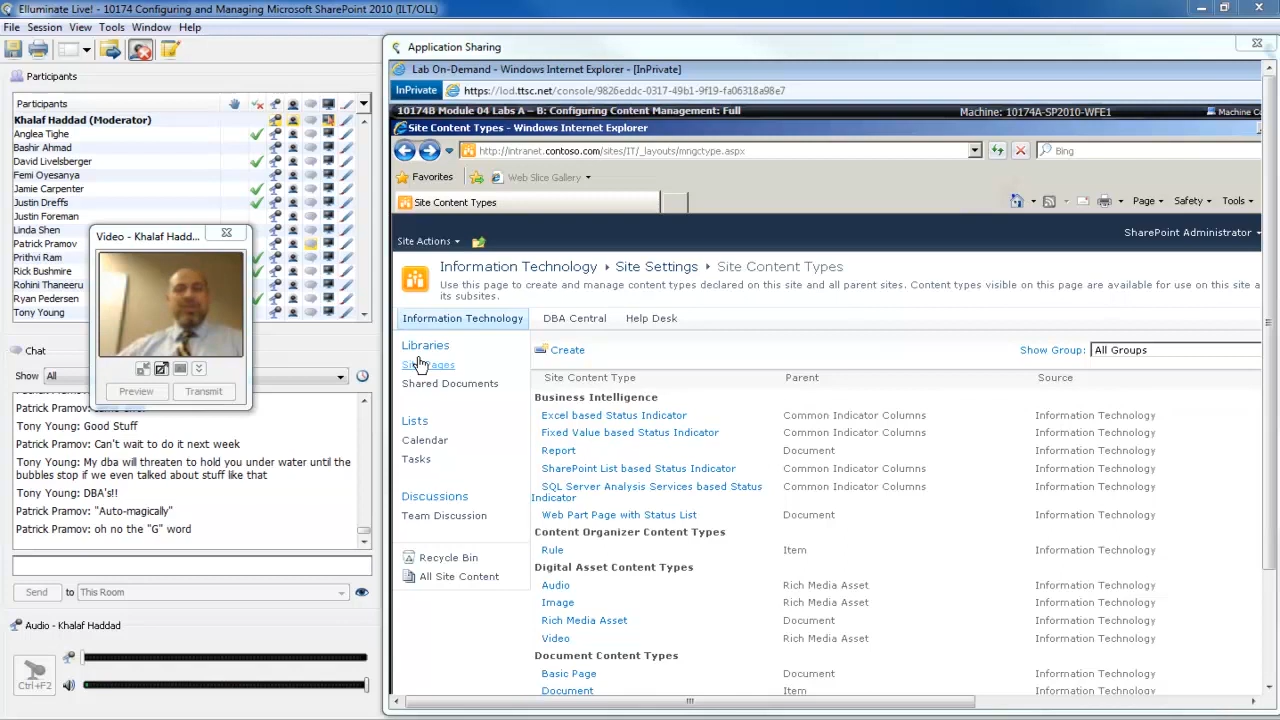 Elluminate Live! - 10174 Configuring and Managing Microsoft SharePoint 2010 (ILT/OLL)
File Session View Tools Window Help
Participants
Participants
Khalaf Haddad (Moderator)
Anglea Tighe
Bashir Ahmad
David Livelsberger
Femi Oyesanya
Jamie Carpenter
Justin Dreffs
Justin Foreman
Linda Shen
Patrick Pramov
Prithvi Ram
Rick Bushmire
Rohini Thaneeru
Ryan Pedersen
Tony Young
Video - Khalaf Hadd...
Preview Transmit
Chat
Show All
Tony Young: Good Stuff
Patrick Pramov: Can't wait to do it next week
Tony Young: My dba will threaten to hold you under water until the
bubbles stop if we even talked about stuff like that
Tony Young: DBA's!!
Patrick Pramov: "Auto-magically"
Patrick Pramov: oh no the "G" word
Send to This Room
Audio - Khalaf Haddad
Ctrl+F2
Application Sharing
Lab On-Demand - Windows Internet Explorer - [InPrivate]
InPrivate https://lod.ttsc.net/console/9826eddc-0317-49b1-9f19-fa06318a98e7
10174B Module 04 Labs A – B: Configuring Content Management: Full Machine: 10174A-SP2010-WFE1 Machine Co
Site Content Types - Windows Internet Explorer
http://intranet.contoso.com/sites/IT/_layouts/mngctype.aspx Bing
Favorites Web Slice Gallery
Site Content Types Page Safety Tools
SharePoint Administrator
Site Actions
Information Technology Site Settings Site Content Types
Use this page to create and manage content types declared on this site and all parent sites. Content types visible on this page are available for use on this site a
its subsites.
Information Technology DBA Central Help Desk
Libraries
Shared Documents
Lists
Calendar
Tasks
Discussions
Team Discussion
Recycle Bin
All Site Content
Create Show Group: All Groups
Site Content Type Parent Source
Business Intelligence
Excel based Status Indicator Common Indicator Columns Information Technology
Fixed Value based Status Indicator Common Indicator Columns Information Technology
Report Document Information Technology
SharePoint List based Status Indicator Common Indicator Columns Information Technology
SQL Server Analysis Services based Status Common Indicator Columns Information Technology
Indicator
Web Part Page with Status List Document Information Technology
Content Organizer Content Types
Rule Item Information Technology
Digital Asset Content Types
Audio Rich Media Asset Information Technology
Image Rich Media Asset Information Technology
Rich Media Asset Document Information Technology
Video Rich Media Asset Information Technology
Document Content Types
Basic Page Document Information Technology
Document Item Information Technology